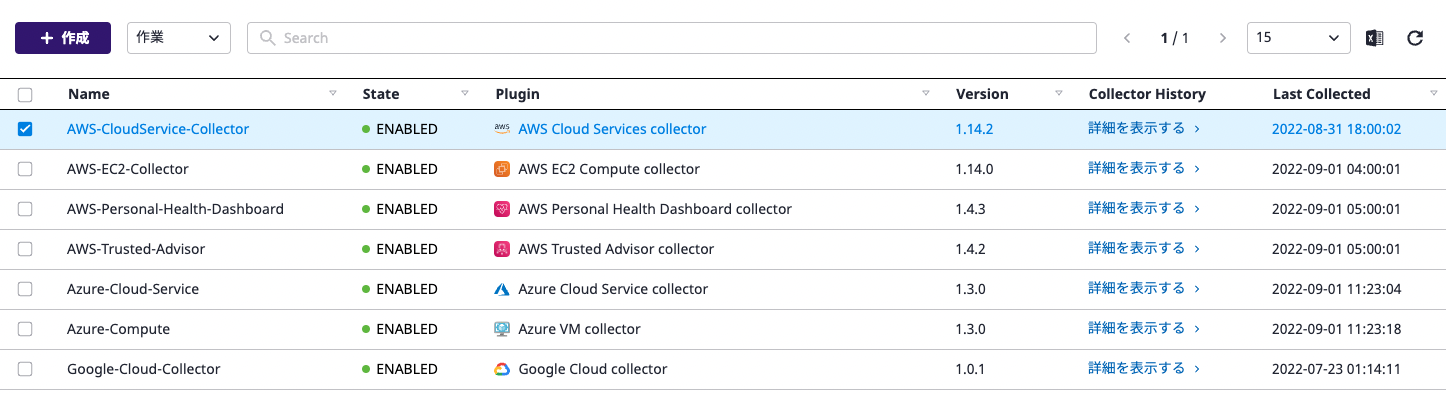 + 作成 作業 Search 1 / 1 15
Name State Plugin Version Collector History Last Collected
AWS-CloudService-Collector ENABLED aws AWS Cloud Services collector 1.14.2 詳細を表示する 2022-08-31 18:00:02
AWS-EC2-Collector ENABLED AWS EC2 Compute collector 1.14.0 詳細を表示する 2022-09-01 04:00:01
AWS-Personal-Health-Dashboard ENABLED AWS Personal Health Dashboard collector 1.4.3 詳細を表示する 2022-09-01 05:00:01
AWS-Trusted-Advisor ENABLED AWS Trusted Advisor collector 1.4.2 詳細を表示する 2022-09-01 05:00:01
Azure-Cloud-Service ENABLED Azure Cloud Service collector 1.3.0 詳細を表示する 2022-09-01 11:23:04
Azure-Compute ENABLED Azure VM collector 1.3.0 詳細を表示する 2022-09-01 11:23:18
Google-Cloud-Collector ENABLED Google Cloud collector 1.0.1 詳細を表示する 2022-07-23 01:14:11